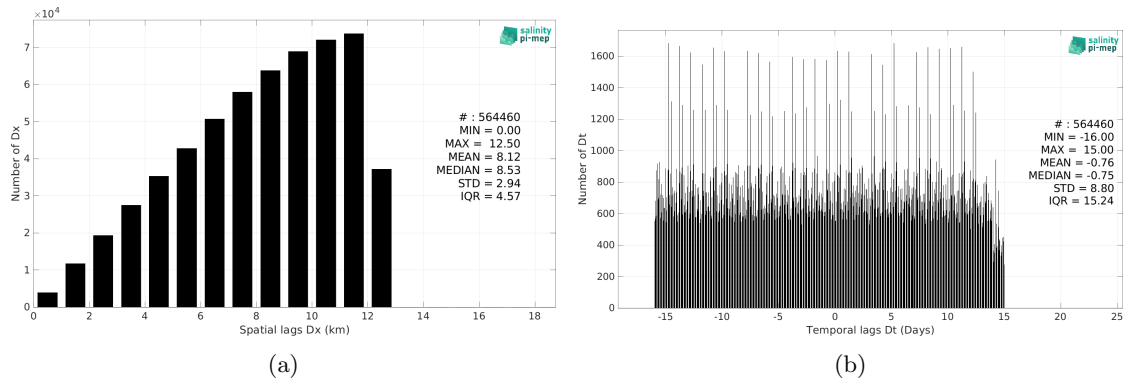 ×10⁴
8
7
6
5
4
3
2
1
0
Number of Dx
0 2 4 6 8 10 12 14 16 18
Spatial lags Dx (km)
salinity
pi-mep
# : 564460
MIN = 0.00
MAX = 12.50
MEAN = 8.12
MEDIAN = 8.53
STD = 2.94
IQR = 4.57
(a)
1600
1400
1200
1000
800
600
400
200
0
Number of Dt
-15 -10 -5 0 5 10 15 20 25
Temporal lags Dt (Days)
salinity
pi-mep
# : 564460
MIN = -16.00
MAX = 15.00
MEAN = -0.76
MEDIAN = -0.75
STD = 8.80
IQR = 15.24
(b)